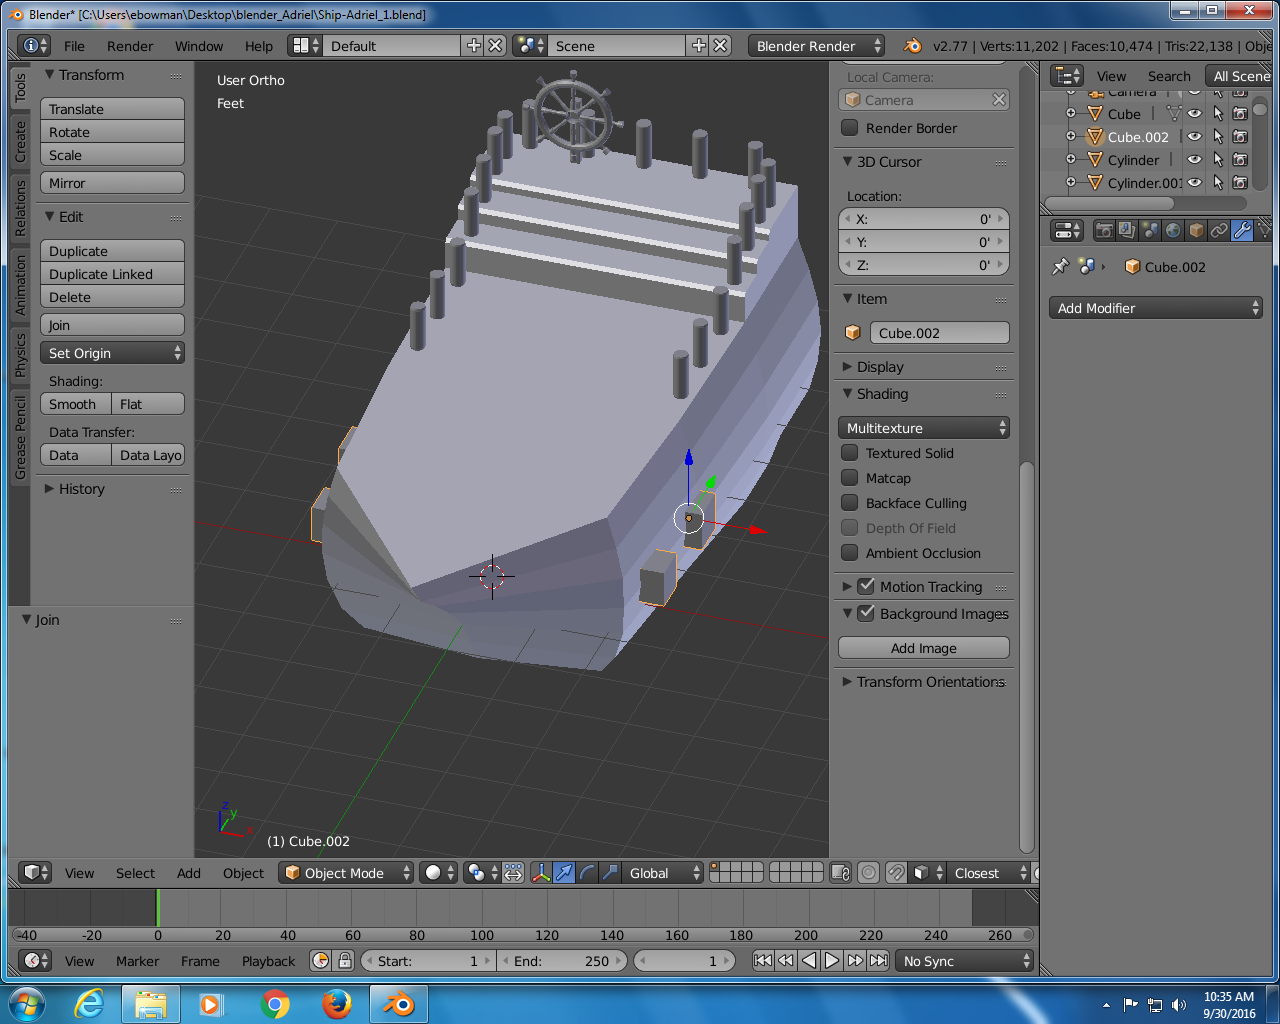 Blender* [C:\Users\ebowman\Desktop\blender_Adriel\Ship-Adriel_1.blend]
File Render Window Help Default Scene Blender Render v2.77 | Verts:11,202 | Faces:10,474 | Tris:22,138 | Obje
Tools
Create
Relations
Animation
Physics
Grease Pencil
Transform
Translate
Rotate
Scale
Mirror
Edit
Duplicate
Duplicate Linked
Delete
Join
Set Origin
Shading:
Smooth Flat
Data Transfer:
Data Data Layo
History
Join
User Ortho
Feet
z
y
x
(1) Cube.002
Local Camera:
Camera
Render Border
3D Cursor
Location:
X: 0'
Y: 0'
Z: 0'
Item
Cube.002
Display
Shading
Multitexture
Textured Solid
Matcap
Backface Culling
Depth Of Field
Ambient Occlusion
Motion Tracking
Background Images
Add Image
Transform Orientations
View Search All Scene
Camera
Cube
Cube.002
Cylinder
Cylinder.001
Cube.002
Add Modifier
View Select Add Object Object Mode Global Closest
-40 -20 0 20 40 60 80 100 120 140 160 180 200 220 240 260
View Marker Frame Playback Start: 1 End: 250 1 No Sync
10:35 AM
9/30/2016